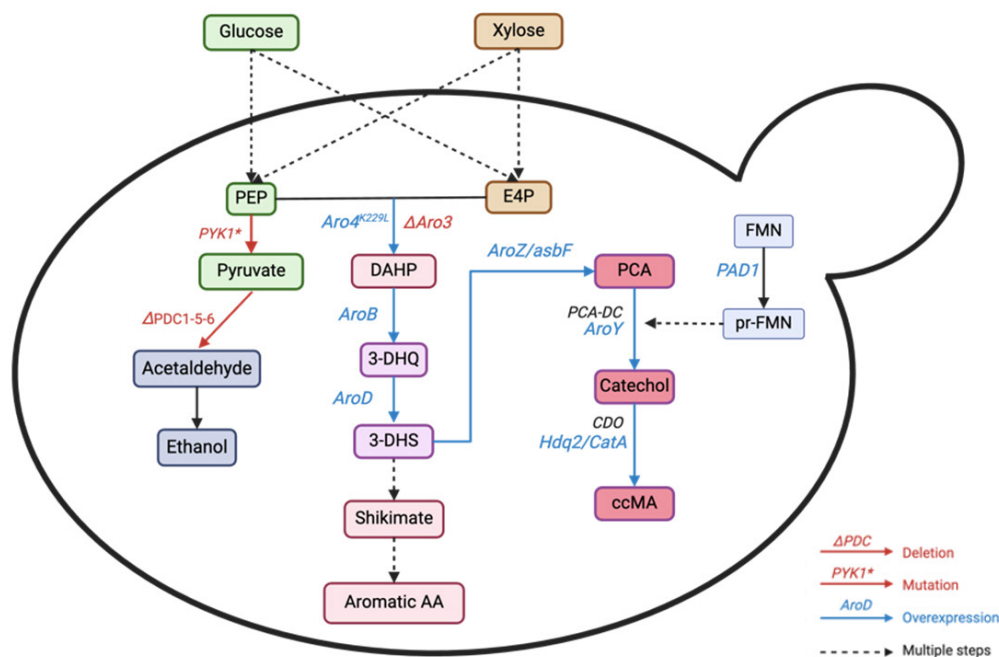 Glucose
Xylose
PEP
E4P
PYK1*
Aro4^K229L
ΔAro3
Pyruvate
DAHP
AroZ/asbF
PCA
FMN
PAD1
pr-FMN
ΔPDC1-5-6
AroB
PCA-DC
AroY
Acetaldehyde
3-DHQ
Catechol
AroD
CDO
Hdq2/CatA
Ethanol
3-DHS
ccMA
Shikimate
Aromatic AA
ΔPDC
Deletion
PYK1*
Mutation
AroD
Overexpression
Multiple steps